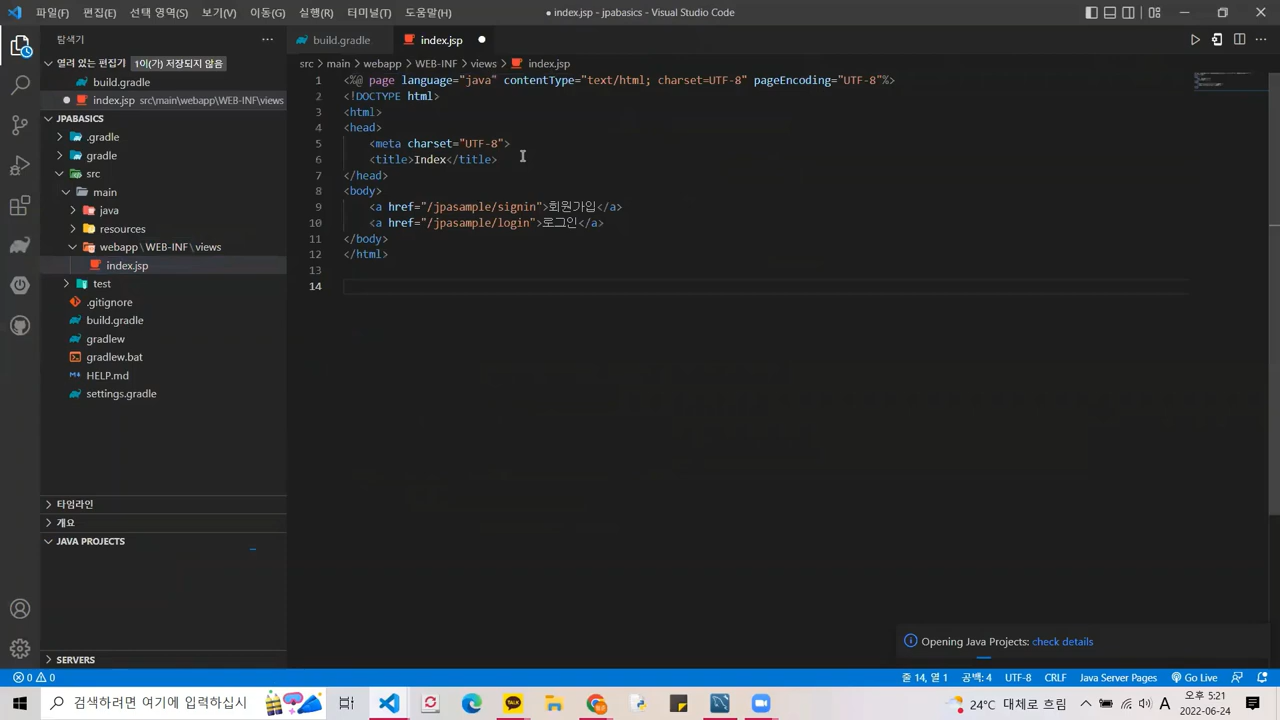 파일(F) 편집(E) 선택 영역(S) 보기(V) 이동(G) 실행(R) 터미널(T) 도움말(H)
● index.jsp - jpabasics - Visual Studio Code
탐색기
열려 있는 편집기 1이(가) 저장되지 않음
build.gradle
index.jsp src\main\webapp\WEB-INF\views
JPABASICS
.gradle
gradle
src
main
java
resources
webapp \ WEB-INF \ views
index.jsp
test
.gitignore
build.gradle
gradlew
gradlew.bat
HELP.md
settings.gradle
타임라인
개요
JAVA PROJECTS
SERVERS
build.gradle index.jsp
src > main > webapp > WEB-INF > views > index.jsp
1 <%@ page language="java" contentType="text/html; charset=UTF-8" pageEncoding="UTF-8"%>
2 <!DOCTYPE html>
3 <html>
4 <head>
5 <meta charset="UTF-8">
6 <title>Index</title>
7 </head>
8 <body>
9 <a href="/jpasample/signin">회원가입</a>
10 <a href="/jpasample/login">로그인</a>
11 </body>
12 </html>
13
14
Opening Java Projects: check details
0 0
줄 14, 열 1 공백: 4 UTF-8 CRLF Java Server Pages Go Live
검색하려면 여기에 입력하십시
TALK
24°C 대체로 흐림
A
오후 5:21
2022-06-24